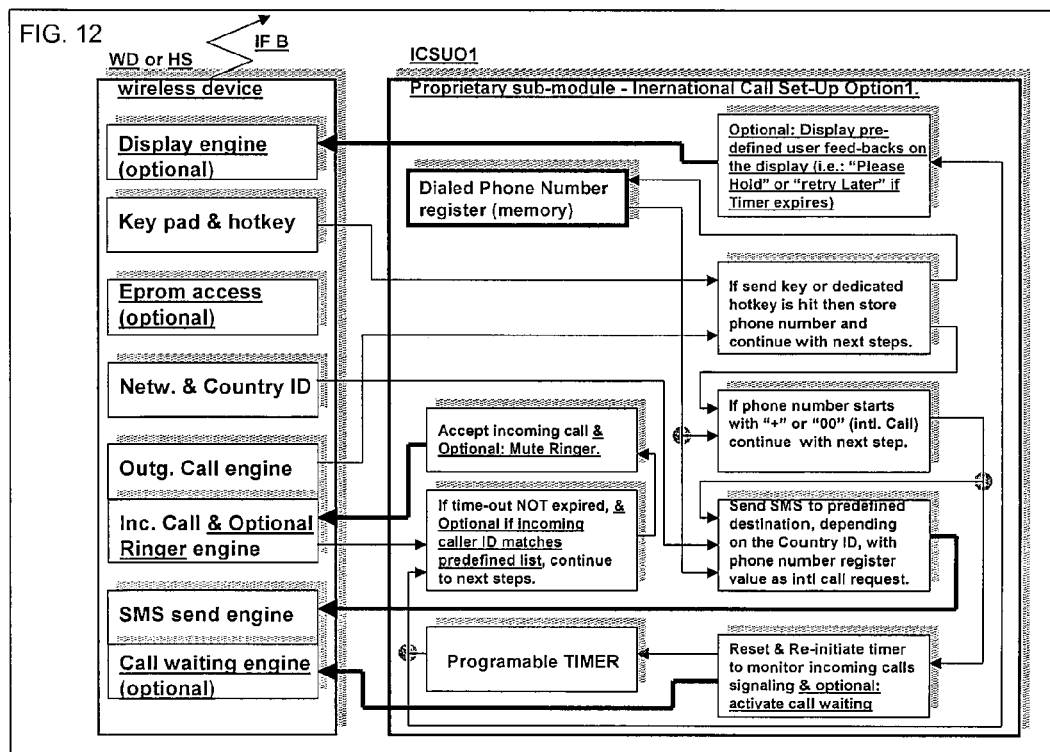 FIG. 12
IF B
WD or HS
wireless device
Display engine
(optional)
Key pad & hotkey
Eprom access
(optional)
Netw. & Country ID
Outg. Call engine
Inc. Call & Optional
Ringer engine
SMS send engine
Call waiting engine
(optional)
ICSUO1
Proprietary sub-module - Inernational Call Set-Up Option1.
Dialed Phone Number
register (memory)
Optional: Display pre-
defined user feed-backs on
the display (i.e.: “Please
Hold” or “retry Later” if
Timer expires)
If send key or dedicated
hotkey is hit then store
phone number and
continue with next steps.
If phone number starts
with “+” or “00” (intl. Call)
continue with next step.
Accept incoming call &
Optional: Mute Ringer.
If time-out NOT expired, &
Optional if incoming
caller ID matches
predefined list, continue
to next steps.
Send SMS to predefined
destination, depending
on the Country ID, with
phone number register
value as intl call request.
Programable TIMER
Reset & Re-initiate timer
to monitor incoming calls
signaling & optional:
activate call waiting